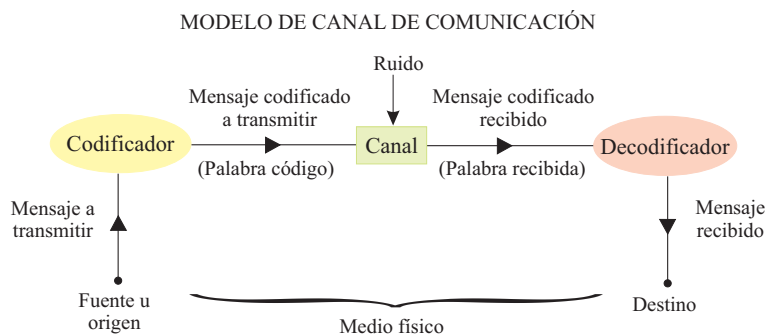 MODELO DE CANAL DE COMUNICACIÓN
Ruido
Mensaje codificado
a transmitir
Mensaje codificado
recibido
Codificador
Canal
Decodificador
(Palabra código)
(Palabra recibida)
Mensaje a
transmitir
Mensaje
recibido
Fuente u
origen
Destino
Medio físico